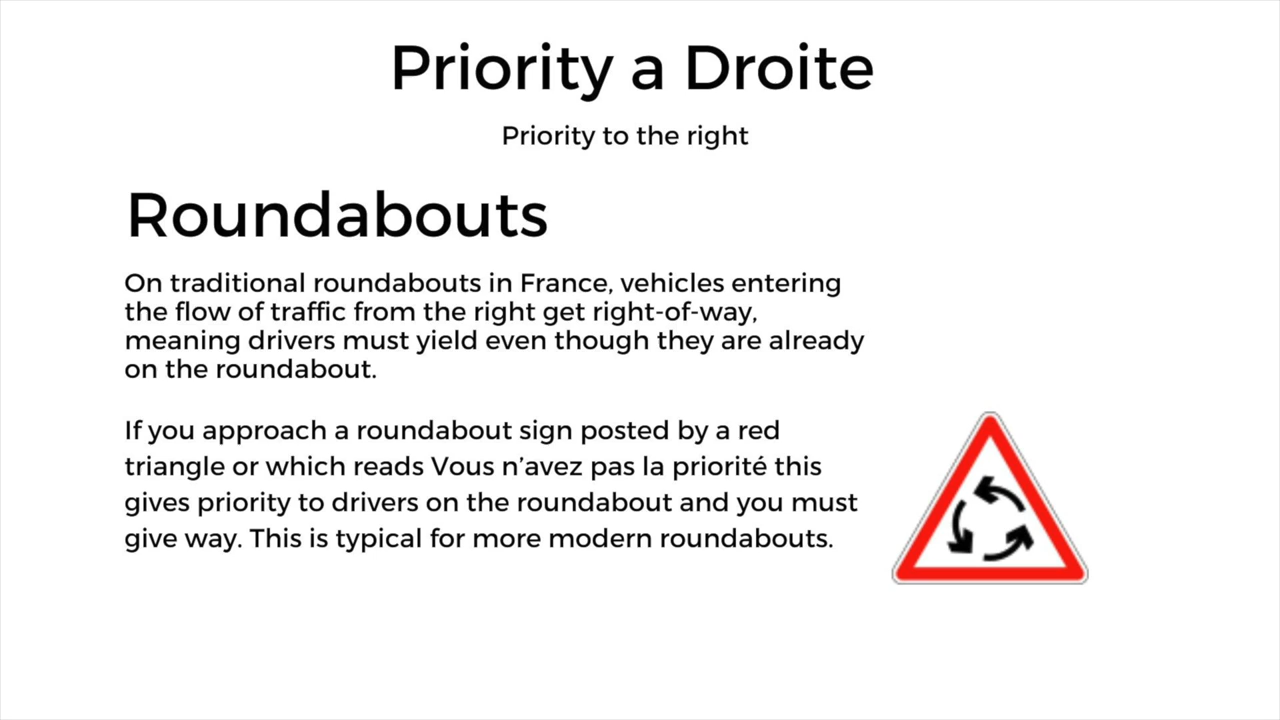 Priority a Droite
Priority to the right
Roundabouts
On traditional roundabouts in France, vehicles entering
the flow of traffic from the right get right-of-way,
meaning drivers must yield even though they are already
on the roundabout.
If you approach a roundabout sign posted by a red
triangle or which reads Vous n’avez pas la priorité this
gives priority to drivers on the roundabout and you must
give way. This is typical for more modern roundabouts.